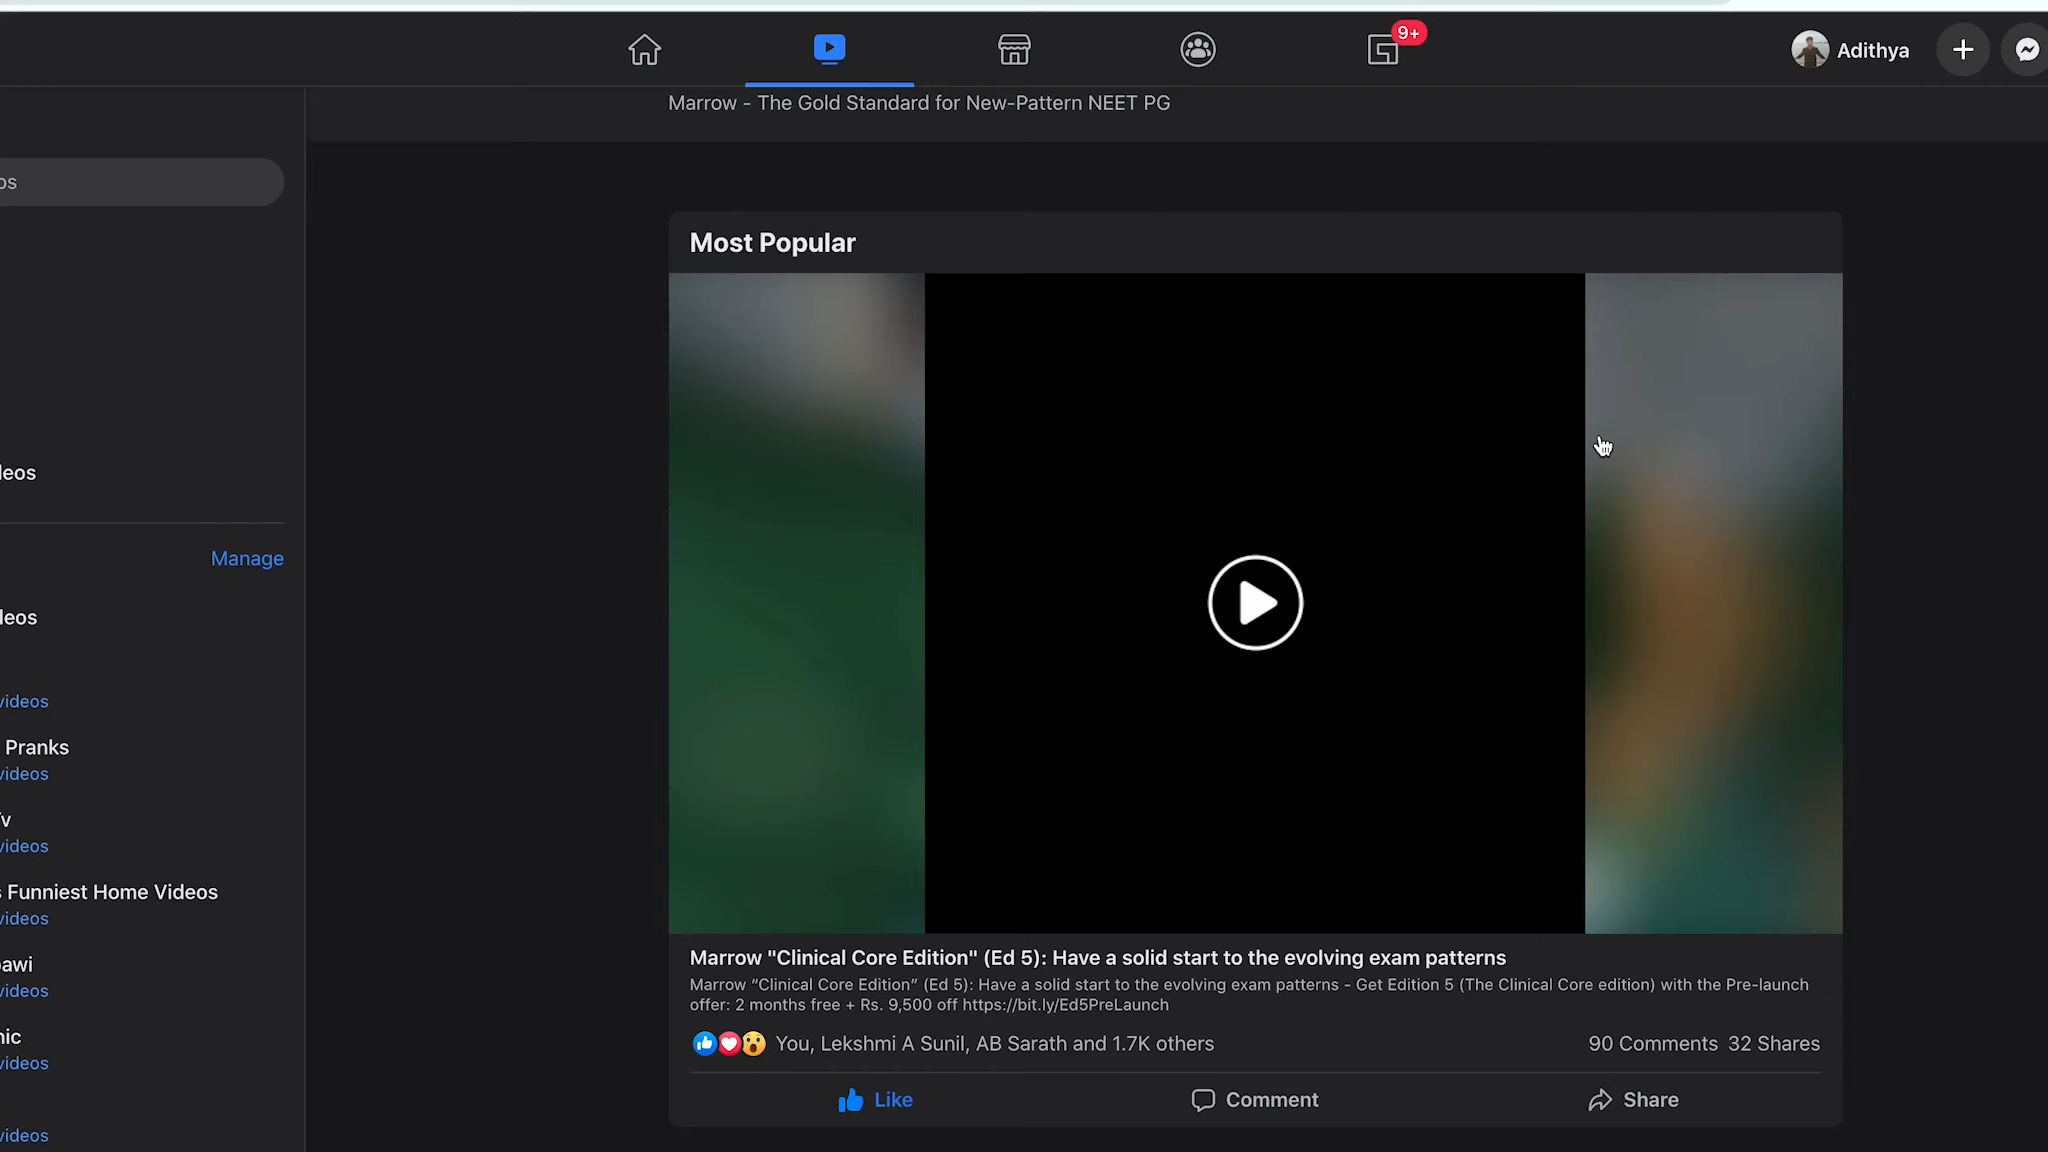 9+
Adithya
Marrow - The Gold Standard for New-Pattern NEET PG
os
Most Popular
leos
Manage
leos
videos
Pranks
videos
v
videos
s Funniest Home Videos
videos
awi
videos
nic
videos
videos
Marrow "Clinical Core Edition" (Ed 5): Have a solid start to the evolving exam patterns
Marrow “Clinical Core Edition” (Ed 5): Have a solid start to the evolving exam patterns - Get Edition 5 (The Clinical Core edition) with the Pre-launch
offer: 2 months free + Rs. 9,500 off https://bit.ly/Ed5PreLaunch
You, Lekshmi A Sunil, AB Sarath and 1.7K others
90 Comments 32 Shares
Like
Comment
Share